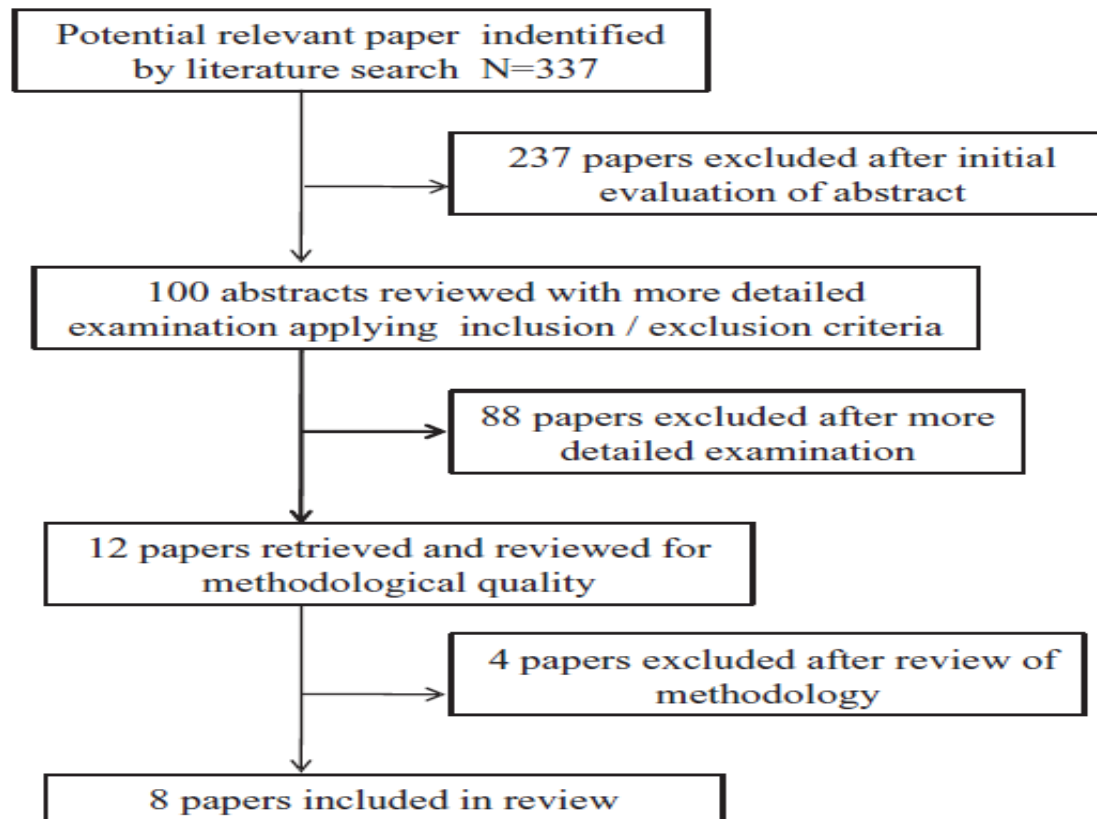 Potential relevant paper indentified
by literature search N=337
237 papers excluded after initial
evaluation of abstract
100 abstracts reviewed with more detailed
examination applying inclusion / exclusion criteria
88 papers excluded after more
detailed examination
12 papers retrieved and reviewed for
methodological quality
4 papers excluded after review of
methodology
8 papers included in review